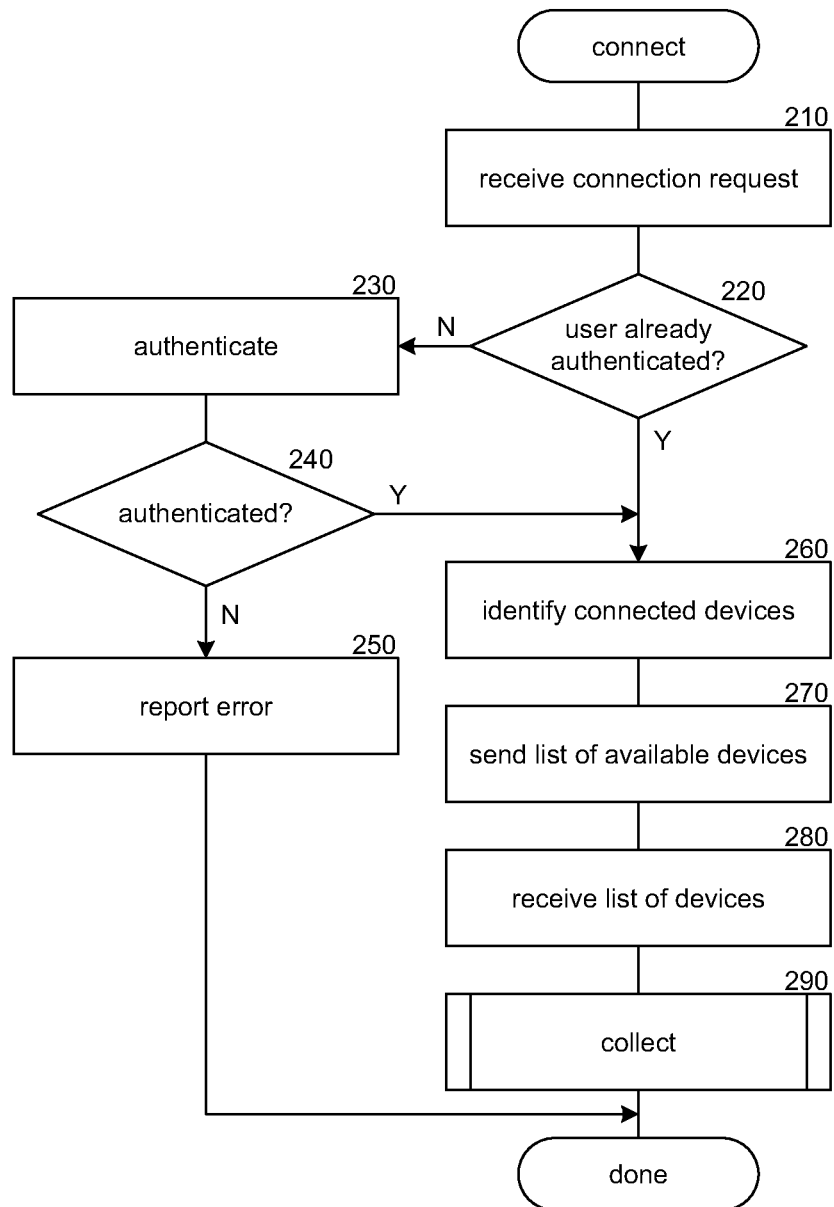 connect
210
receive connection request
220
user already
authenticated?
N
Y
230
authenticate
240
authenticated?
Y
N
250
report error
260
identify connected devices
270
send list of available devices
280
receive list of devices
290
collect
done